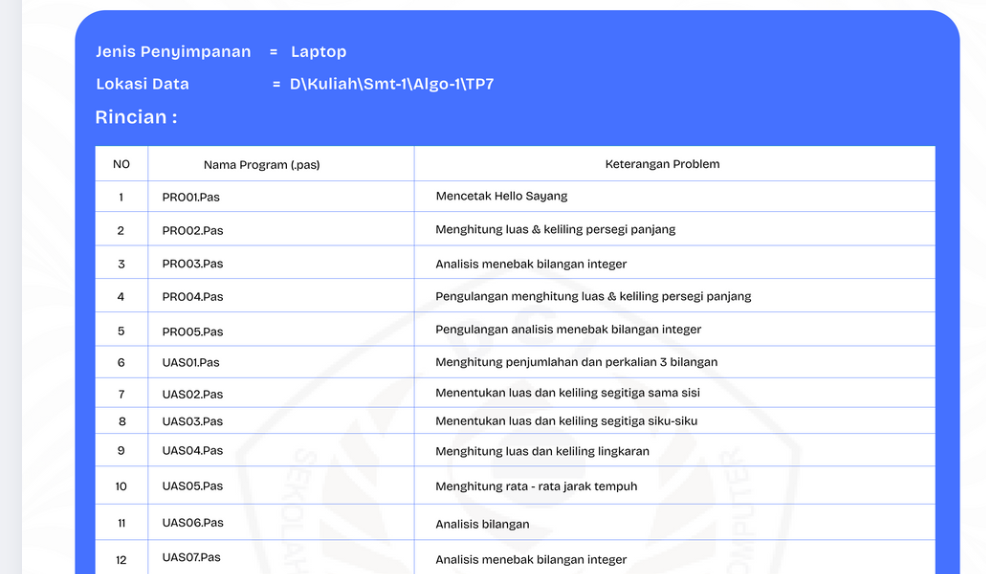 Jenis Penyimpanan = Laptop
Lokasi Data = D\Kuliah\Smt-1\Algo-1\TP7
Rincian :
NO Nama Program (.pas) Keterangan Problem
1 PRO01.Pas Mencetak Hello Sayang
2 PRO02.Pas Menghitung luas & keliling persegi panjang
3 PRO03.Pas Analisis menebak bilangan integer
4 PRO04.Pas Pengulangan menghitung luas & keliling persegi panjang
5 PRO05.Pas Pengulangan analisis menebak bilangan integer
6 UAS01.Pas Menghitung penjumlahan dan perkalian 3 bilangan
7 UAS02.Pas Menentukan luas dan keliling segitiga sama sisi
8 UAS03.Pas Menentukan luas dan keliling segitiga siku-siku
9 UAS04.Pas Menghitung luas dan keliling lingkaran
10 UAS05.Pas Menghitung rata - rata jarak tempuh
11 UAS06.Pas Analisis bilangan
12 UAS07.Pas Analisis menebak bilangan integer